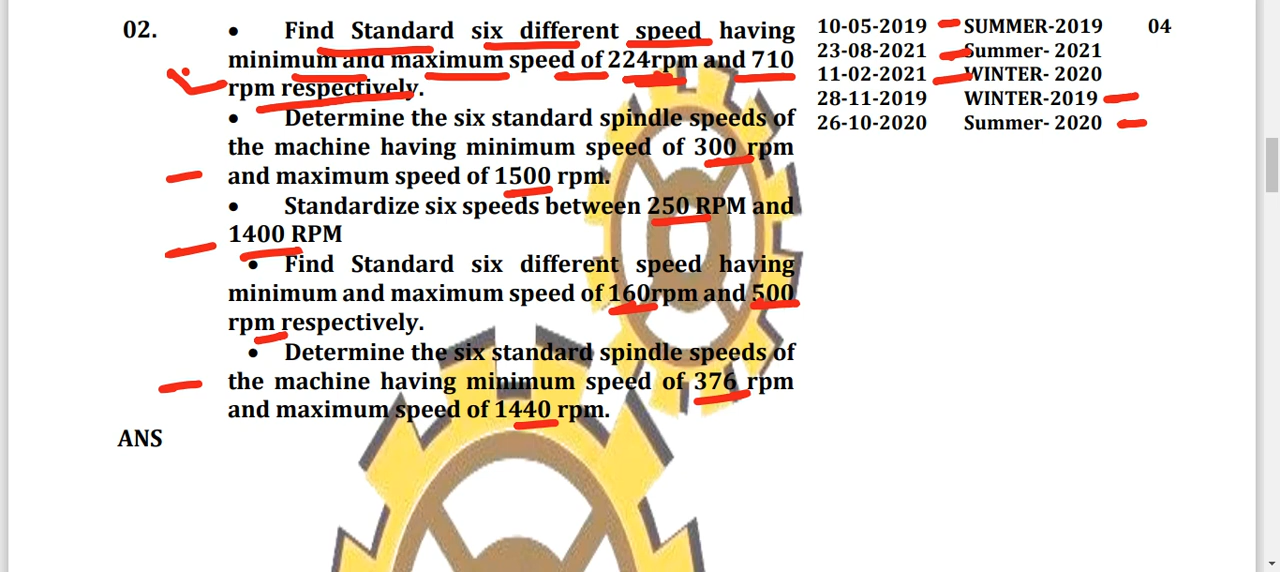 02.
• Find Standard six different speed having
minimum and maximum speed of 224rpm and 710
rpm respectively.
• Determine the six standard spindle speeds of
the machine having minimum speed of 300 rpm
and maximum speed of 1500 rpm.
• Standardize six speeds between 250 RPM and
1400 RPM
• Find Standard six different speed having
minimum and maximum speed of 160rpm and 500
rpm respectively.
• Determine the six standard spindle speeds of
the machine having minimum speed of 376 rpm
and maximum speed of 1440 rpm.
10-05-2019 SUMMER-2019 04
23-08-2021 Summer- 2021
11-02-2021 WINTER- 2020
28-11-2019 WINTER-2019
26-10-2020 Summer- 2020
ANS